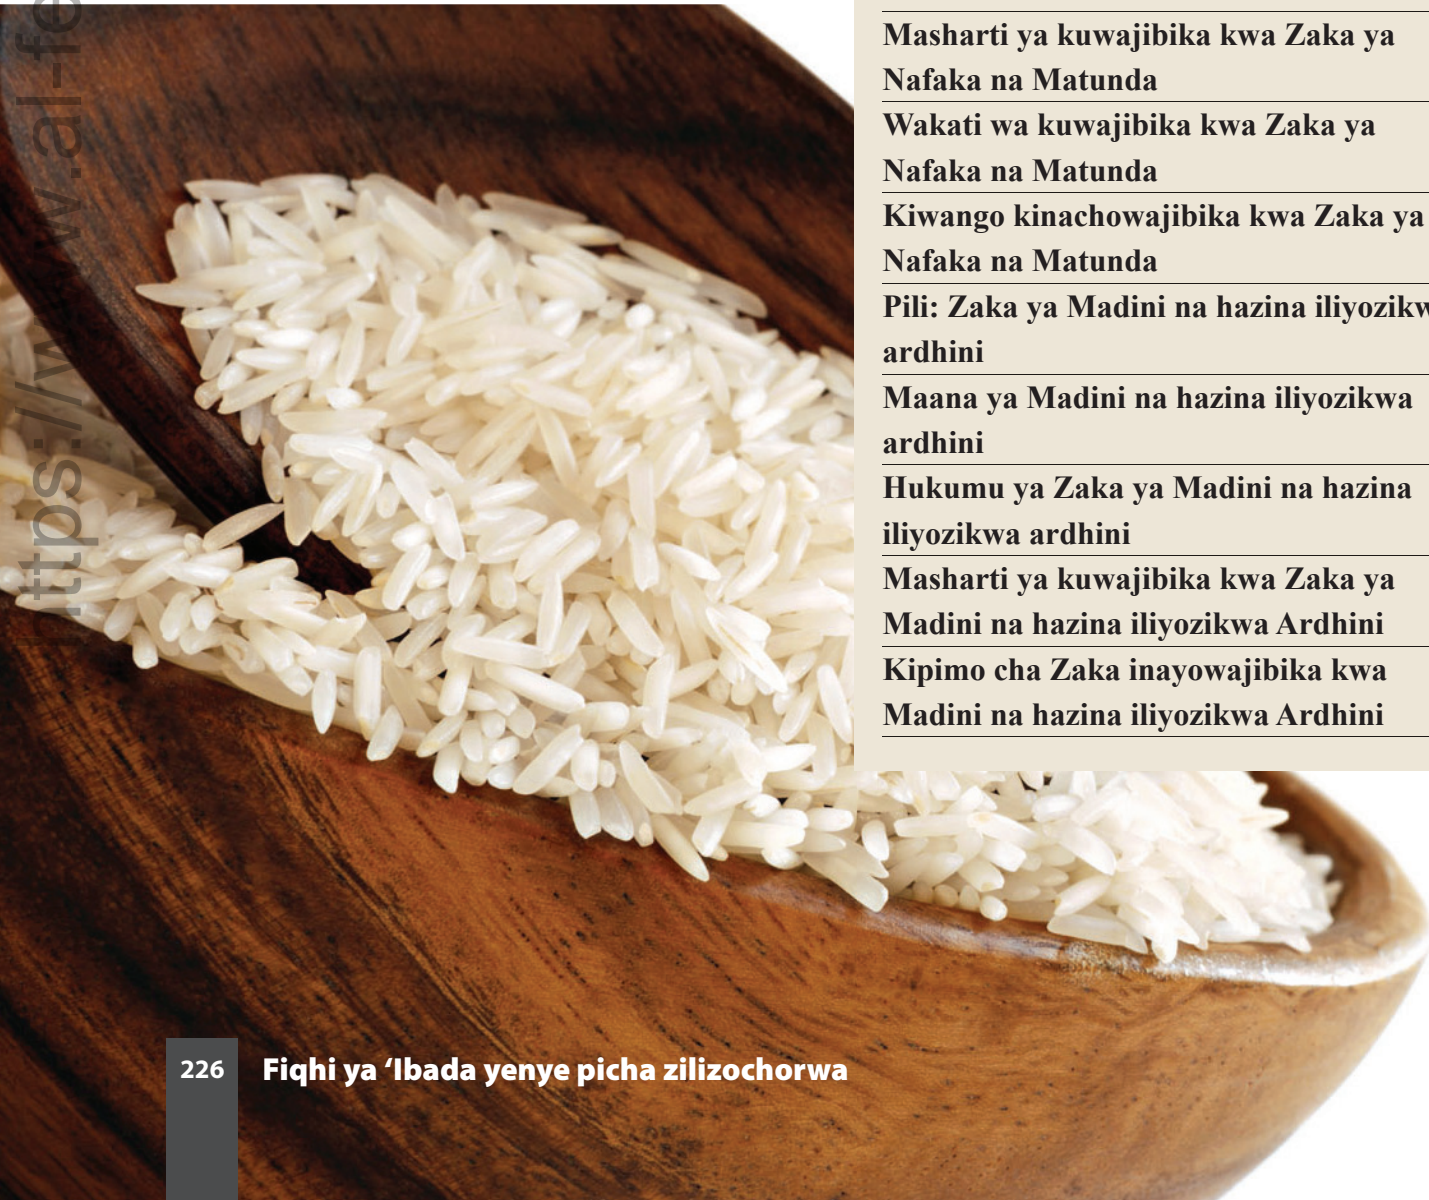 Masharti ya kuwajibika kwa Zaka ya
Nafaka na Matunda
Wakati wa kuwajibika kwa Zaka ya
Nafaka na Matunda
Kiwango kinachowajibika kwa Zaka ya
Nafaka na Matunda
Pili: Zaka ya Madini na hazina
ardhini
Maana ya Madini na hazina iliyozikwa
ardhini
Hukumu ya Zaka ya Madini na hazina
iliyozikwa ardhini
Masharti ya kuwajibika kwa Zaka ya
Madini na hazina iliyozikwa Ardhini
Kipimo cha Zaka inayowajibika kwa
Madini na hazina iliyozikwa Ardhini
226 Fiqhi ya ‘Ibada yenye picha zilizochorwa